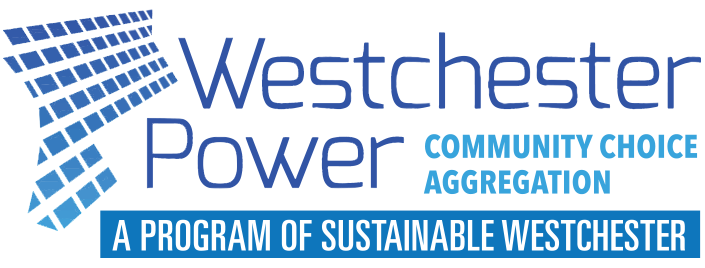 Westchester
Power
COMMUNITY CHOICE
AGGREGATION
A PROGRAM OF SUSTAINABLE WESTCHESTER